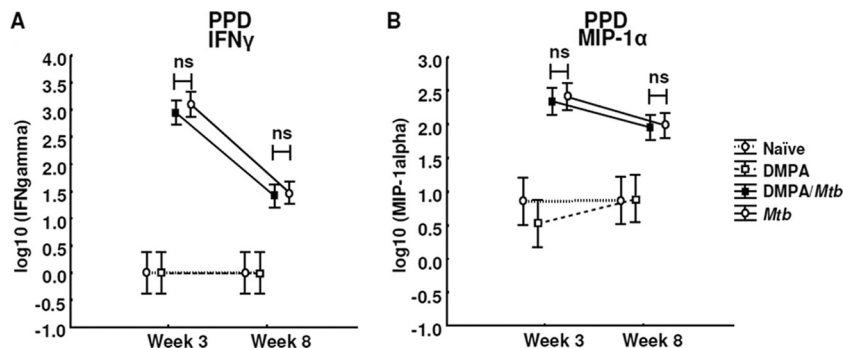 A
PPD
IFNγ
log10 (IFNgamma)
4.0
3.5
3.0
2.5
2.0
1.5
1.0
0.5
0.0
-0.5
-1.0
ns
ns
Week 3 Week 8
B
PPD
MIP-1α
log10 (MIP-1alpha)
3.0
2.5
2.0
1.5
1.0
0.5
0.0
-0.5
-1.0
ns
ns
Week 3 Week 8
Naïve
DMPA
DMPA/Mtb
Mtb